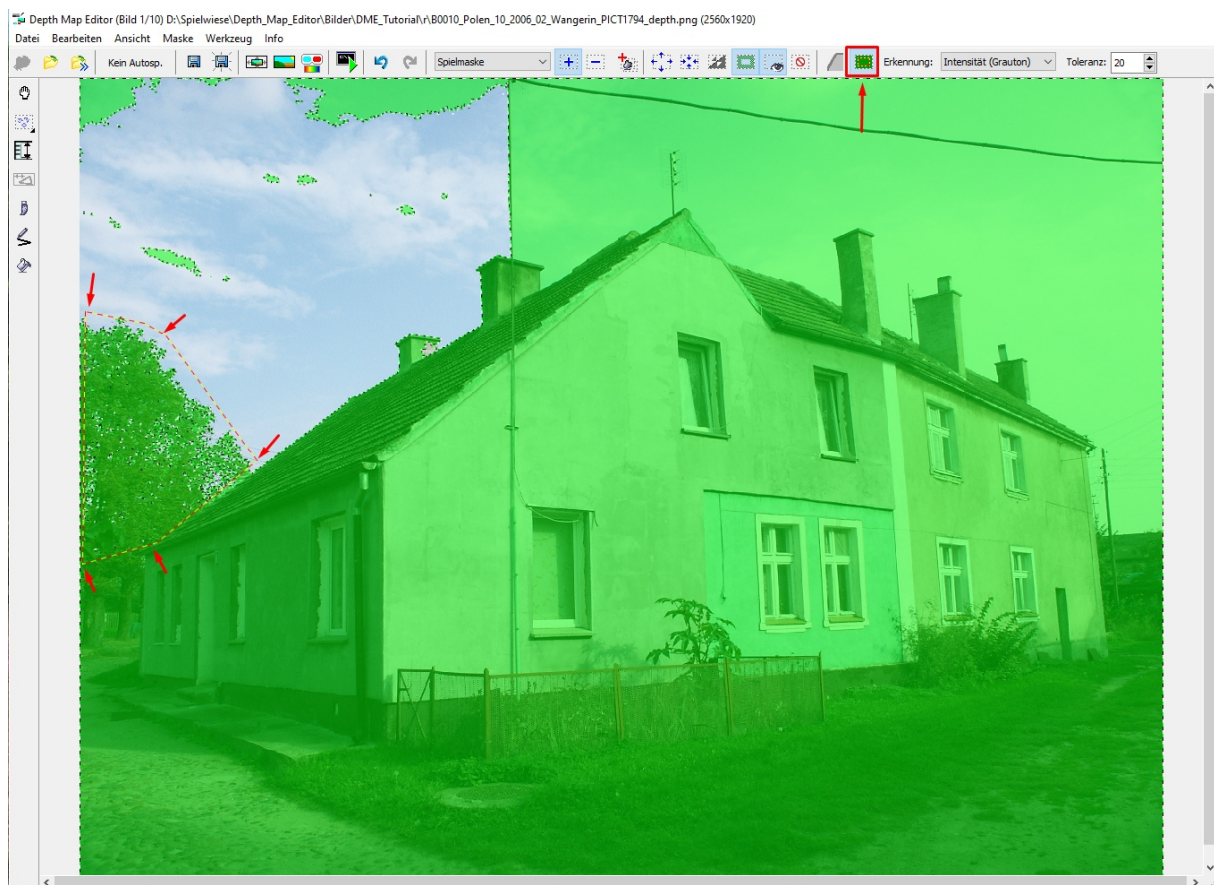 Depth Map Editor (Bild 1/10) D:\Spielwiese\Depth_Map_Editor\Bilder\DME_Tutorial\r\B0010_Polen_10_2006_02_Wangerin_PICT1794_depth.png (2560x1920)
Datei Bearbeiten Ansicht Maske Werkzeug Info
Kein Autosp. Spielmaske Erkennung: Intensität (Grauton) Toleranz: 20